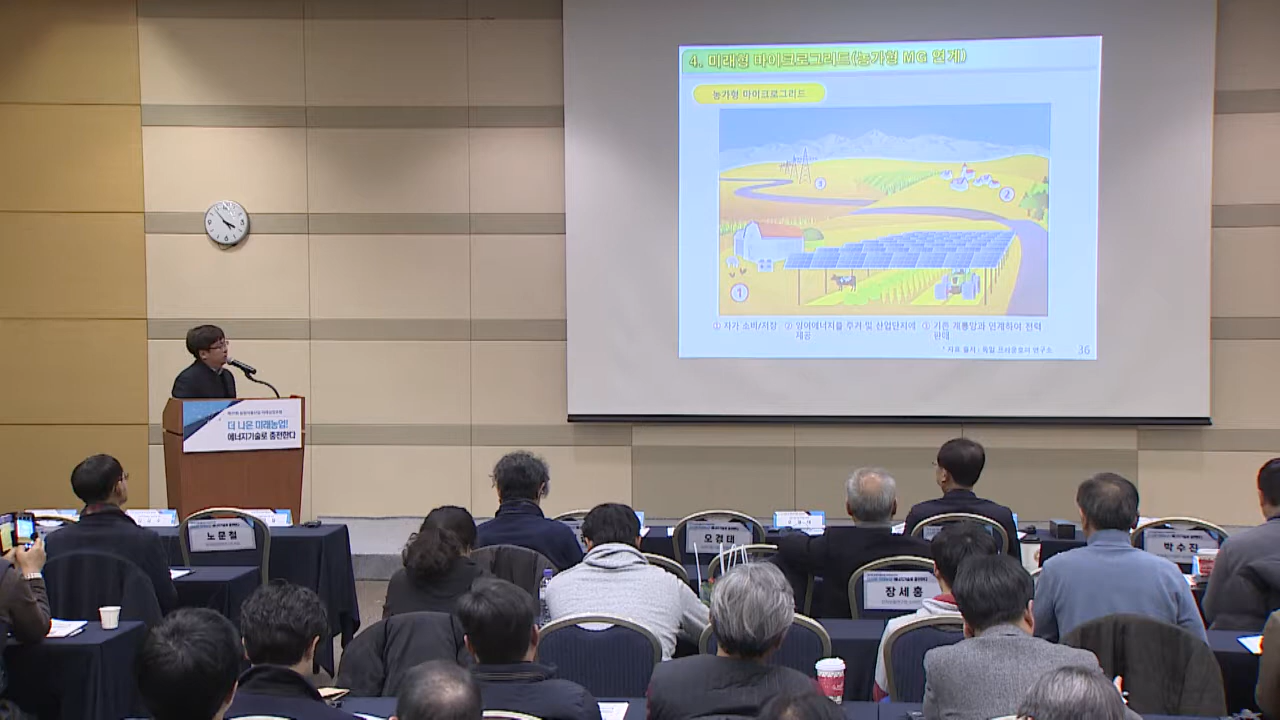 4. 미래형 마이크로그리드(농가형 MG 연계)
농가형 마이크로그리드
③
②
①
① 자가 소비/저장 ② 잉여에너지를 주거 및 산업단지에 제공 ① 기존 계통망과 연계하여 전력 판매
* 자료 출처 : 독일 프라운호퍼 연구소
36
더 나은 미래농업!
에너지기술로 충전한다
노문철
오경태
장세홍
박수진